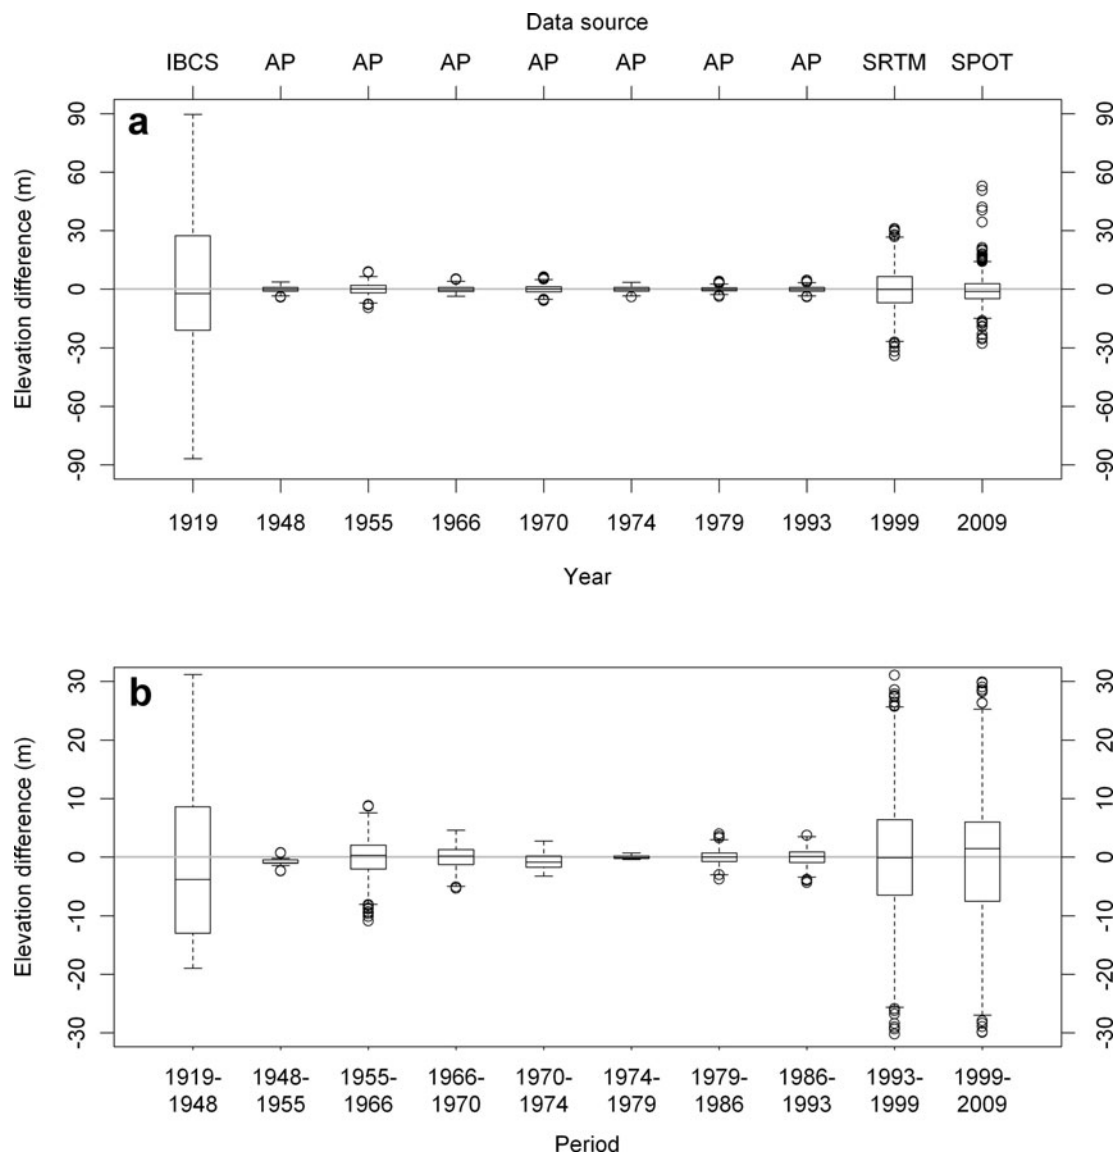 Data source
IBCS AP AP AP AP AP AP AP SRTM SPOT
a
Elevation difference (m)
90 60 30 0 -30 -60 -90
90 60 30 0 -30 -60 -90
1919 1948 1955 1966 1970 1974 1979 1993 1999 2009
Year
b
Elevation difference (m)
30 20 10 0 -10 -20 -30
30 20 10 0 -10 -20 -30
1919- 1948- 1955- 1966- 1970- 1974- 1979- 1986- 1993- 1999-
1948 1955 1966 1970 1974 1979 1986 1993 1999 2009
Period